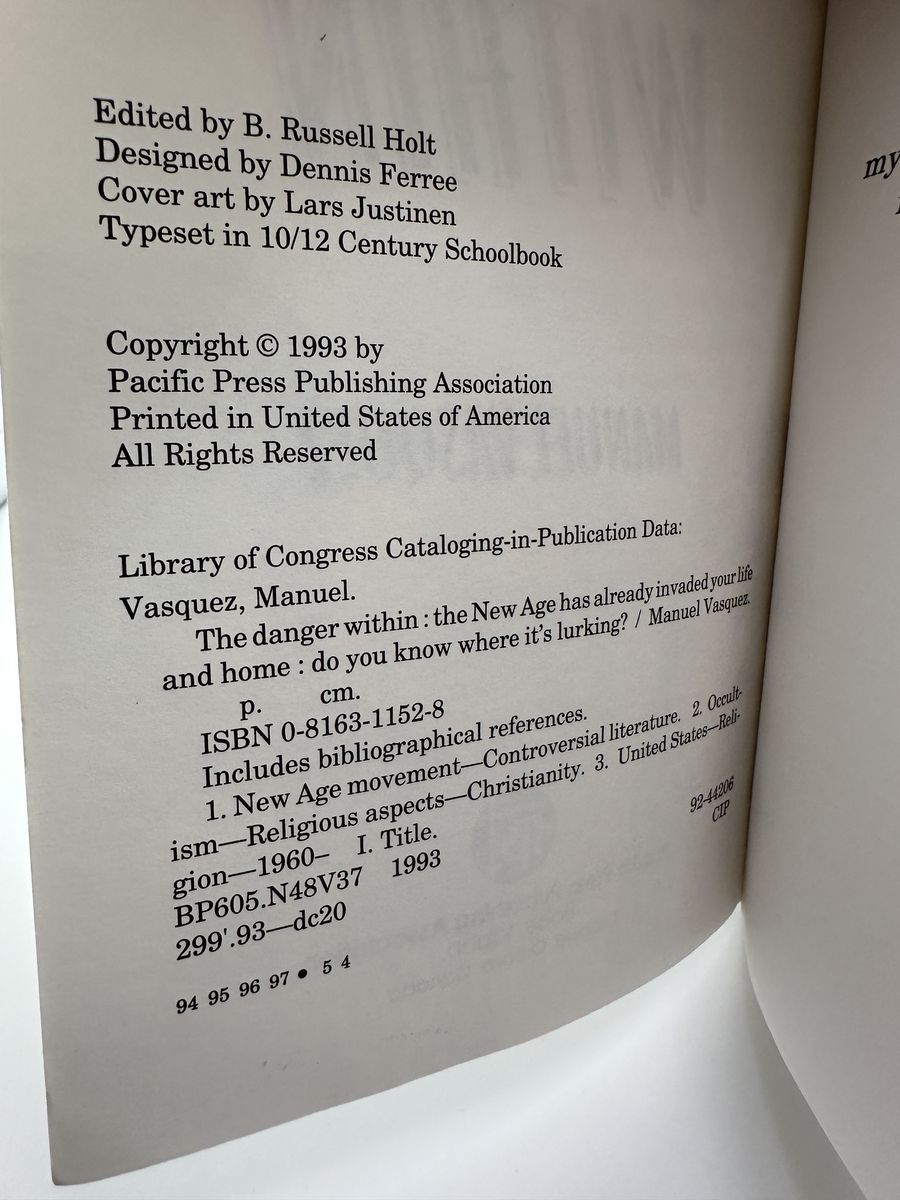 Edited by B. Russell Holt
Designed by Dennis Ferree
Cover art by Lars Justinen
Typeset in 10/12 Century Schoolbook
Copyright © 1993 by
Pacific Press Publishing Association
Printed in United States of America
All Rights Reserved
Library of Congress Cataloging-in-Publication Data:
Vasquez, Manuel.
The danger within : the New Age has already invaded your life
and home : do you know where it's lurking? / Manuel Vasquez.
p. cm.
ISBN 0-8163-1152-8
Includes bibliographical references.
1. New Age movement—Controversial literature. 2. Occult-
ism—Religious aspects—Christianity. 3. United States—Reli-
gion—1960– I. Title.
BP605.N48V37 1993
299'.93—dc20
92-44206
CIP
94 95 96 97 • 5 4
my